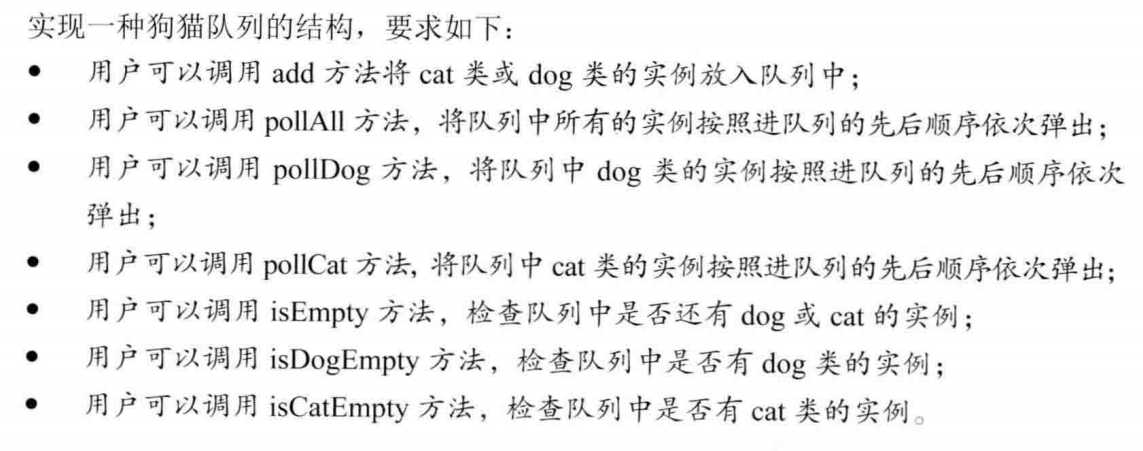 实现一种狗猫队列的结构，要求如下：
● 用户可以调用 add 方法将 cat 类或 dog 类的实例放入队列中；
● 用户可以调用 pollAll 方法，将队列中所有的实例按照进队列的先后顺序依次弹出；
● 用户可以调用 pollDog 方法，将队列中 dog 类的实例按照进队列的先后顺序依次
弹出；
● 用户可以调用 pollCat 方法, 将队列中 cat 类的实例按照进队列的先后顺序依次弹出；
● 用户可以调用 isEmpty 方法，检查队列中是否还有 dog 或 cat 的实例；
● 用户可以调用 isDogEmpty 方法，检查队列中是否有 dog 类的实例；
● 用户可以调用 isCatEmpty 方法，检查队列中是否有 cat 类的实例。